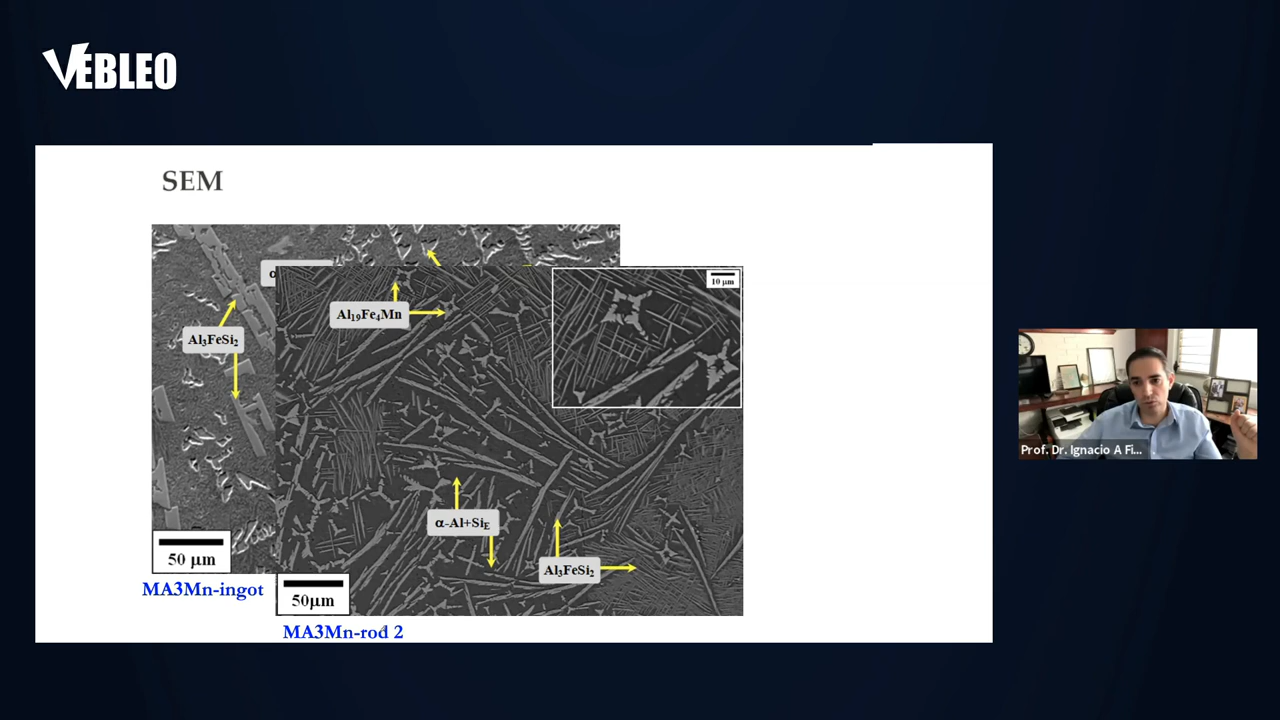 VEBLEO
SEM
α
Al3FeSi2
Al19Fe4Mn
10 μm
α-Al+SiE
Al3FeSi2
50 μm
MA3Mn-ingot
50μm
MA3Mn-rod 2
Prof. Dr. Ignacio A Fi...